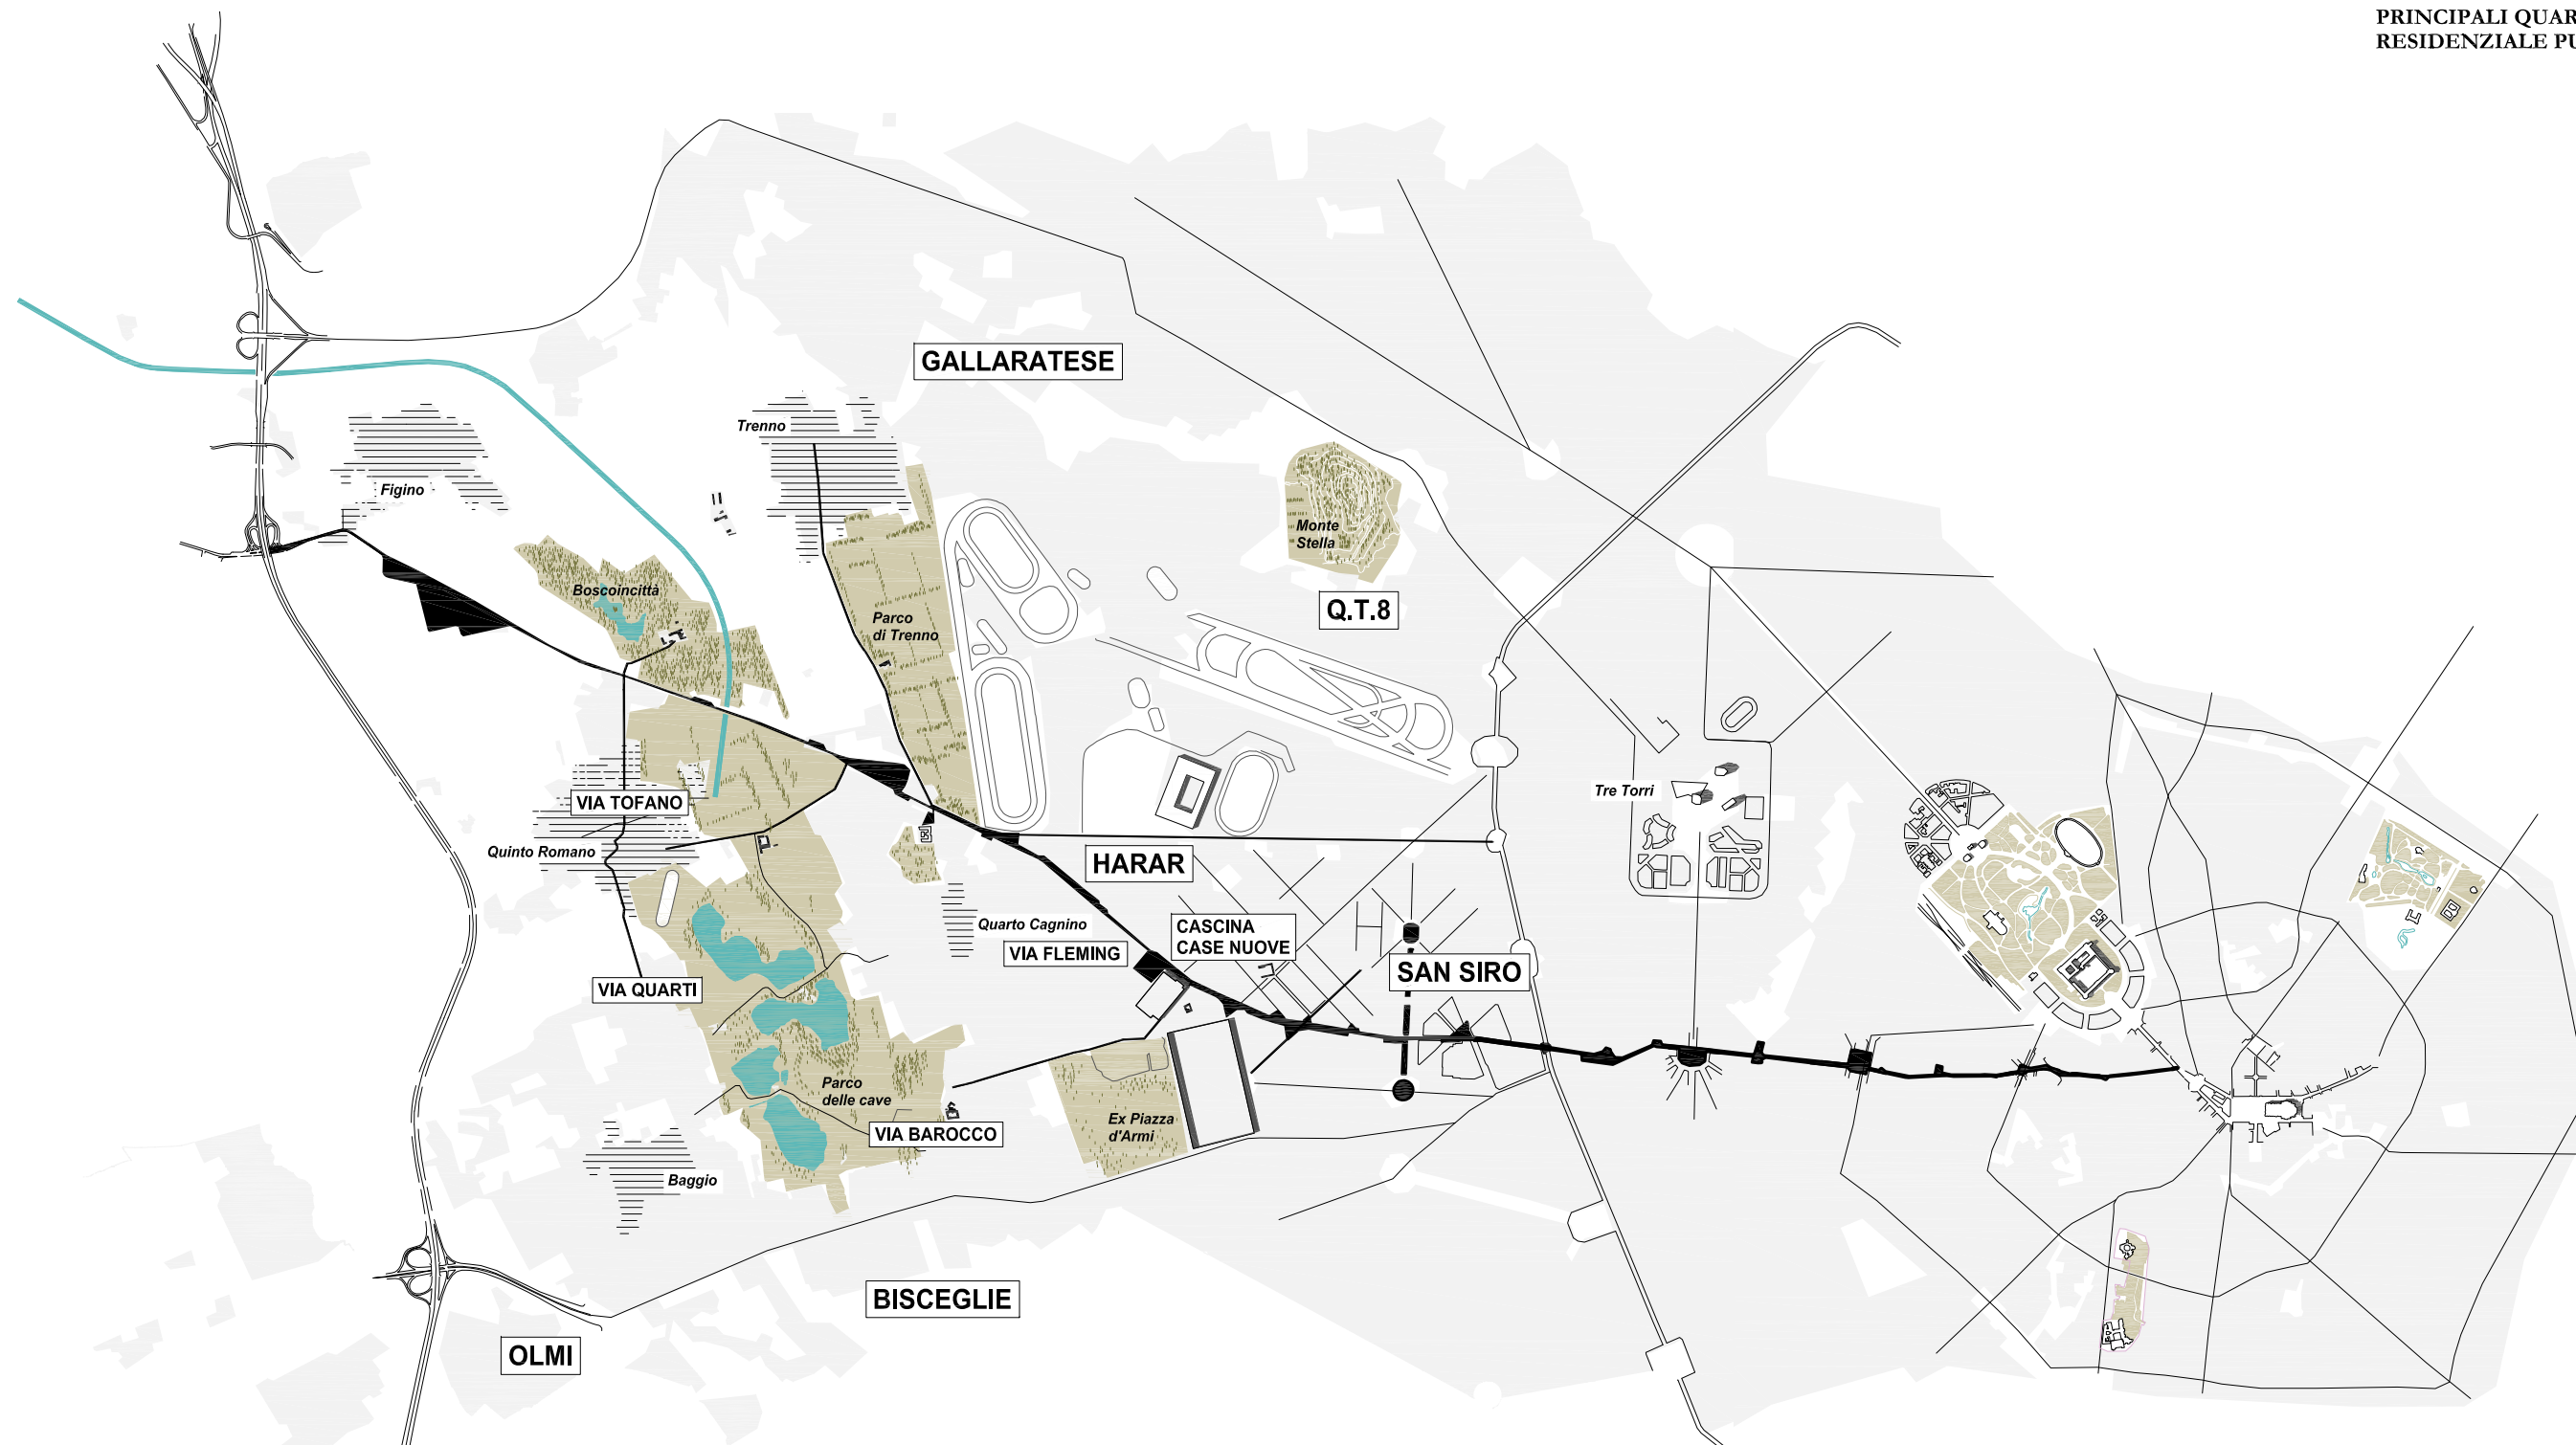 PRINCIPALI QUAR
RESIDENZIALE PU
GALLARATESE
Trenno
Figino
Monte
Stella
Boscoincittà
Q.T.8
Parco
di Trenno
Tre Torri
VIA TOFANO
Quinto Romano
HARAR
Quarto Cagnino
CASCINA
CASE NUOVE
VIA FLEMING
SAN SIRO
VIA QUARTI
Parco
delle cave
Ex Piazza
d'Armi
VIA BAROCCO
Baggio
BISCEGLIE
OLMI